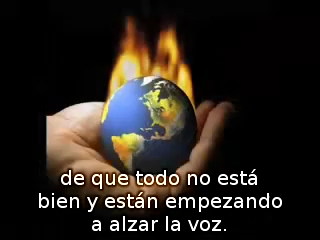 de que todo no está
bien y están empezando
a alzar la voz.